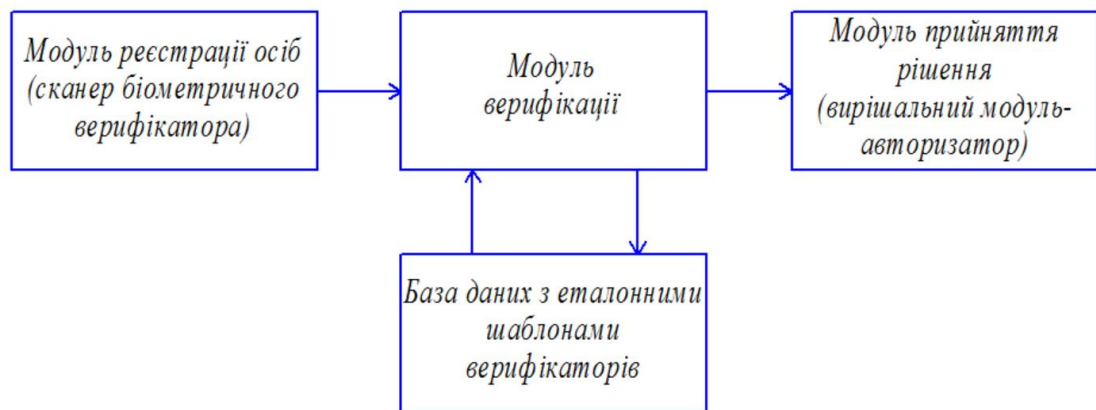 Модуль реєстрації осіб
(сканер біометричного
верифікатора)
Модуль
верифікації
Модуль прийняття
рішення
(вирішальний модуль-
авторизатор)
База даних з еталонними
шаблонами
верифікаторів